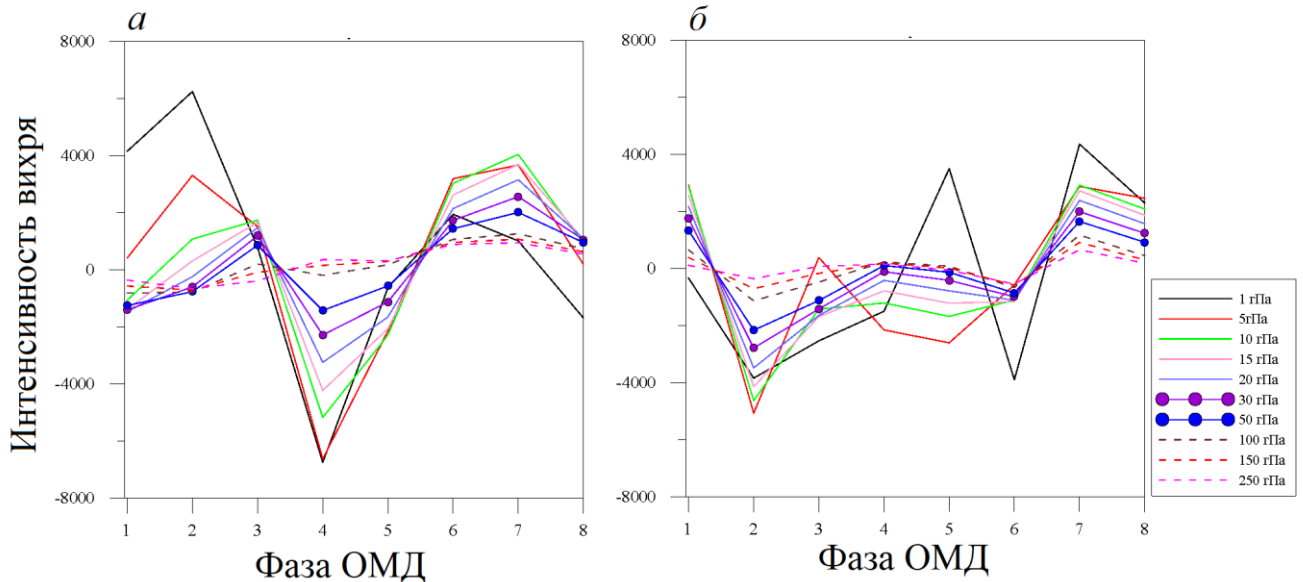 а
б
Интенсивность вихря
8000
4000
0
-4000
-8000
1 2 3 4 5 6 7 8
Фаза ОМД
8000
4000
0
-4000
-8000
1 2 3 4 5 6 7 8
Фаза ОМД
1 гПа
5гПа
10 гПа
15 гПа
20 гПа
30 гПа
50 гПа
100 гПа
150 гПа
250 гПа